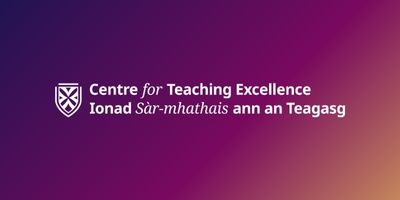 Centre for Teaching Excellence
Ionad Sàr-mhathais ann an Teagasg